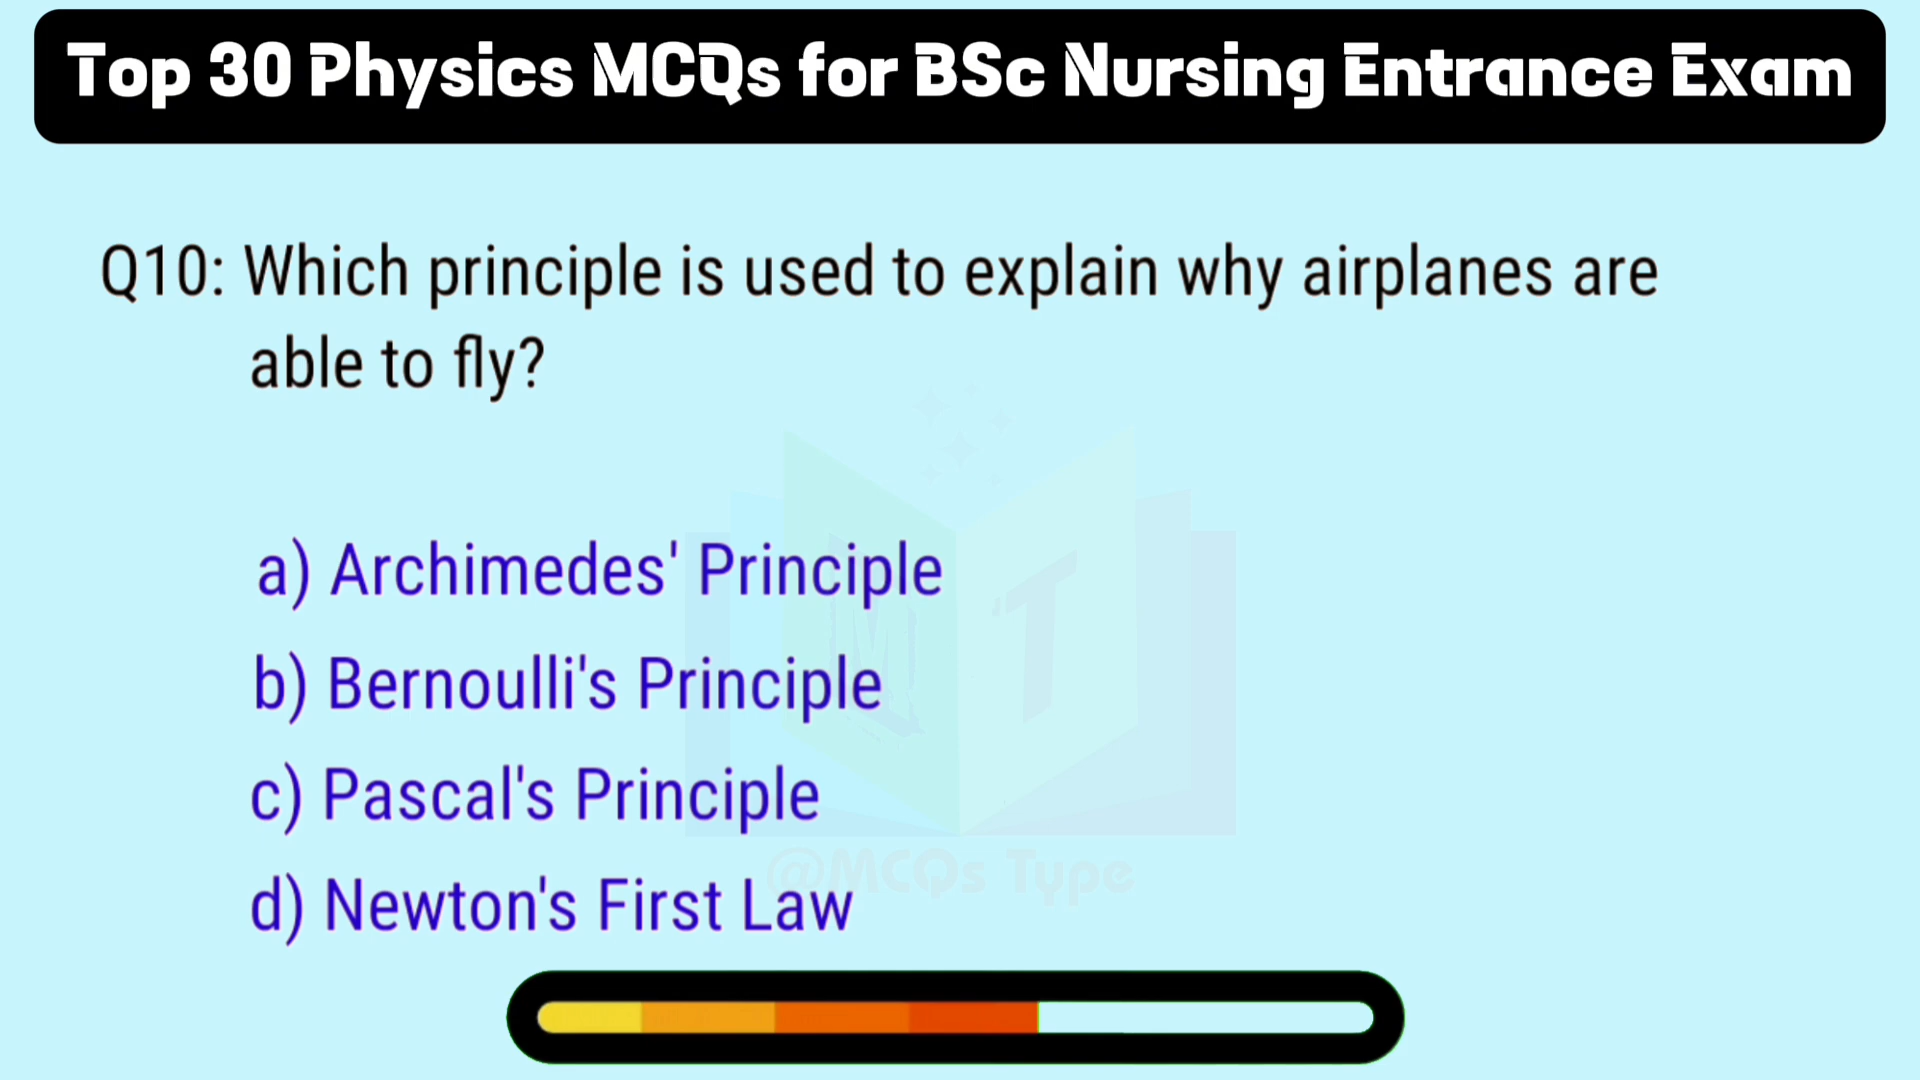 Top 30 Physics MCQs for BSc Nursing Entrance Exam
Q10: Which principle is used to explain why airplanes are
able to fly?
MT
a) Archimedes' Principle
b) Bernoulli's Principle
c) Pascal's Principle
@MCQs Type
d) Newton's First Law